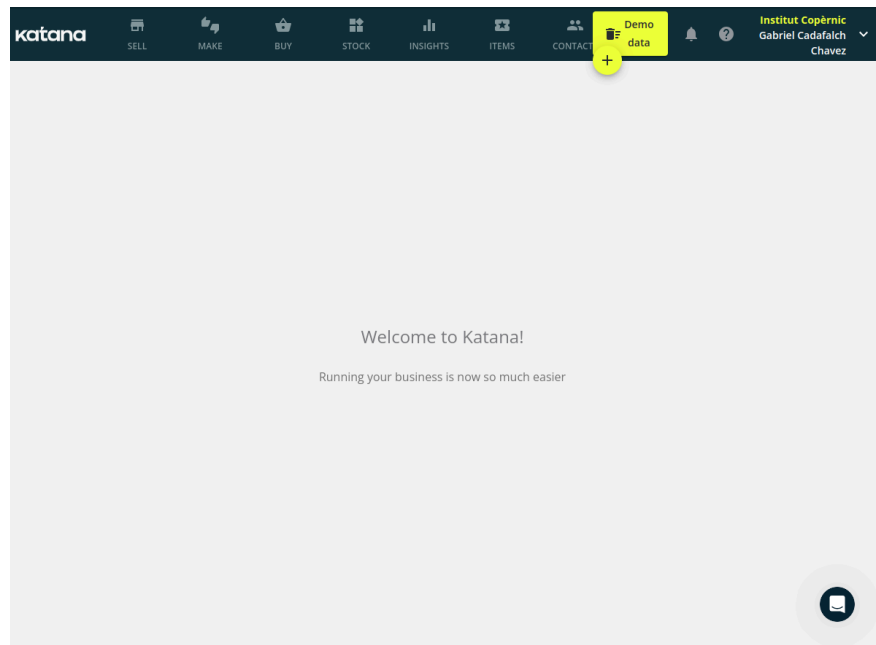 katana
SELL
MAKE
BUY
STOCK
INSIGHTS
ITEMS
CONTACT
Demo
data
Institut Copèrnic
Gabriel Cadafalch
Chavez
Welcome to Katana!
Running your business is now so much easier